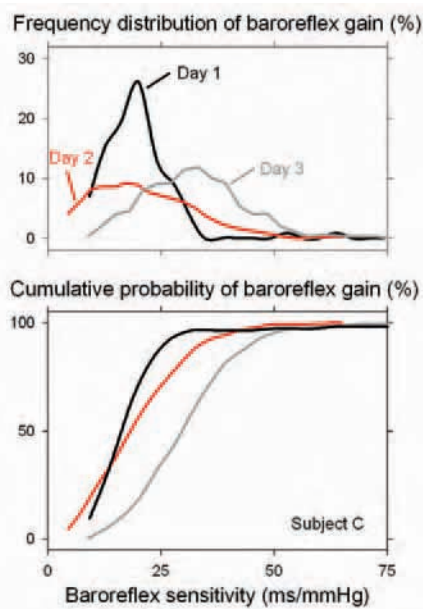 Frequency distribution of baroreflex gain (%)
30
Day 1
20
Day 2
10
Day 3
0
Cumulative probability of baroreflex gain (%)
100
50
Subject C
0
0 25 50 75
Baroreflex sensitivity (ms/mmHg)